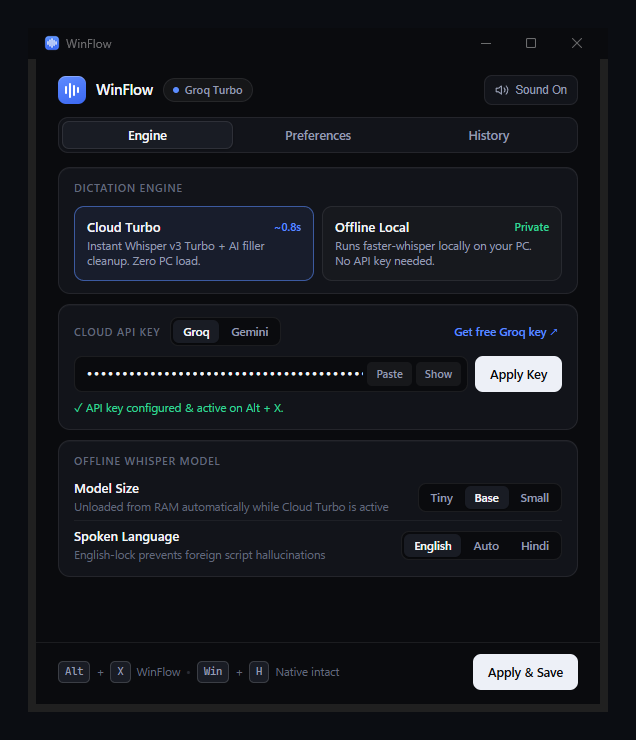 WinFlow
WinFlow Groq Turbo Sound On
Engine Preferences History
DICTATION ENGINE
Cloud Turbo ~0.8s
Instant Whisper v3 Turbo + AI filler
cleanup. Zero PC load.
Offline Local Private
Runs faster-whisper locally on your PC.
No API key needed.
CLOUD API KEY Groq Gemini Get free Groq key ↗
•••••••••••••••••••••••••••••••••••••••• Paste Show Apply Key
✓ API key configured & active on Alt + X.
OFFLINE WHISPER MODEL
Model Size
Unloaded from RAM automatically while Cloud Turbo is active
Tiny Base Small
Spoken Language
English-lock prevents foreign script hallucinations
English Auto Hindi
Alt + X WinFlow • Win + H Native intact Apply & Save